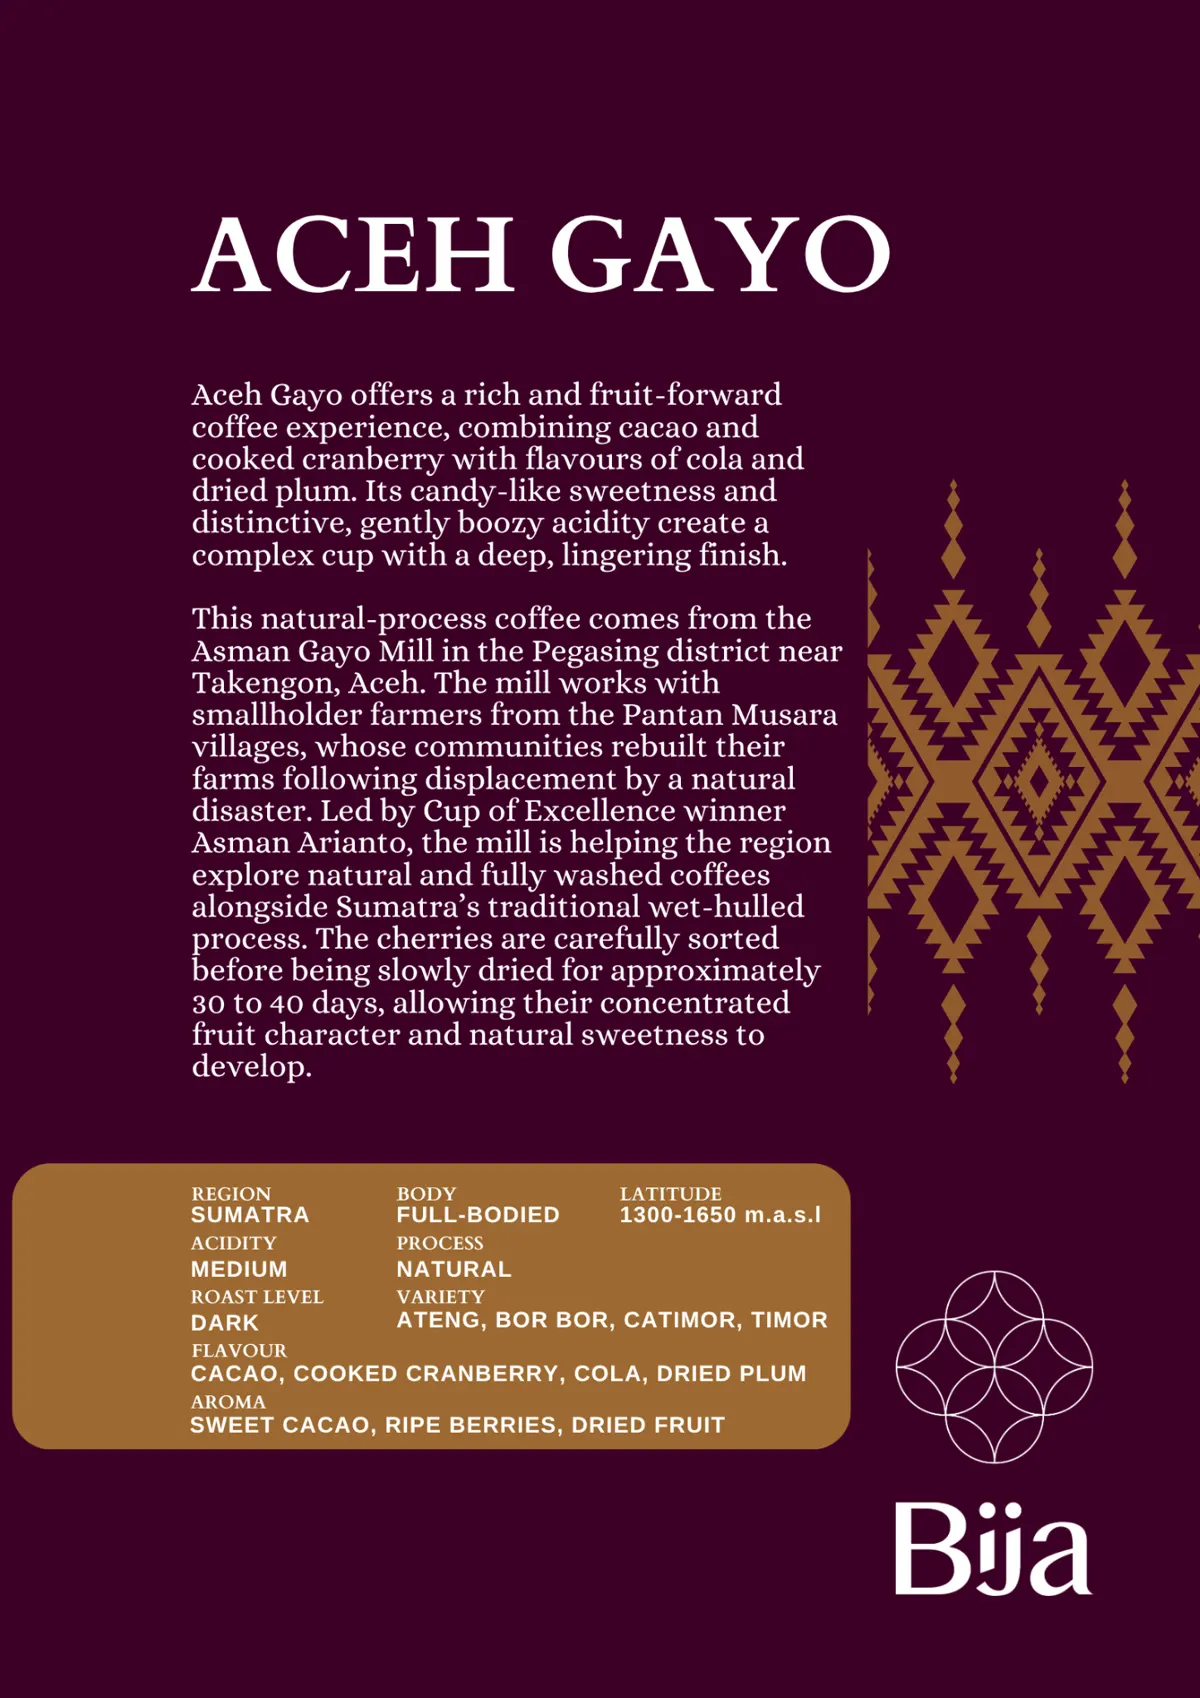 ACEH GAYO
Aceh Gayo offers a rich and fruit-forward
coffee experience, combining cacao and
cooked cranberry with flavours of cola and
dried plum. Its candy-like sweetness and
distinctive, gently boozy acidity create a
complex cup with a deep, lingering finish.
This natural-process coffee comes from the
Asman Gayo Mill in the Pegasing district near
Takengon, Aceh. The mill works with
smallholder farmers from the Pantan Musara
villages, whose communities rebuilt their
farms following displacement by a natural
disaster. Led by Cup of Excellence winner
Asman Arianto, the mill is helping the region
explore natural and fully washed coffees
alongside Sumatra’s traditional wet-hulled
process. The cherries are carefully sorted
before being slowly dried for approximately
30 to 40 days, allowing their concentrated
fruit character and natural sweetness to
develop.
REGION
SUMATRA
BODY
FULL-BODIED
LATITUDE
1300-1650 m.a.s.l
ACIDITY
MEDIUM
PROCESS
NATURAL
ROAST LEVEL
DARK
VARIETY
ATENG, BOR BOR, CATIMOR, TIMOR
FLAVOUR
CACAO, COOKED CRANBERRY, COLA, DRIED PLUM
AROMA
SWEET CACAO, RIPE BERRIES, DRIED FRUIT
Bija